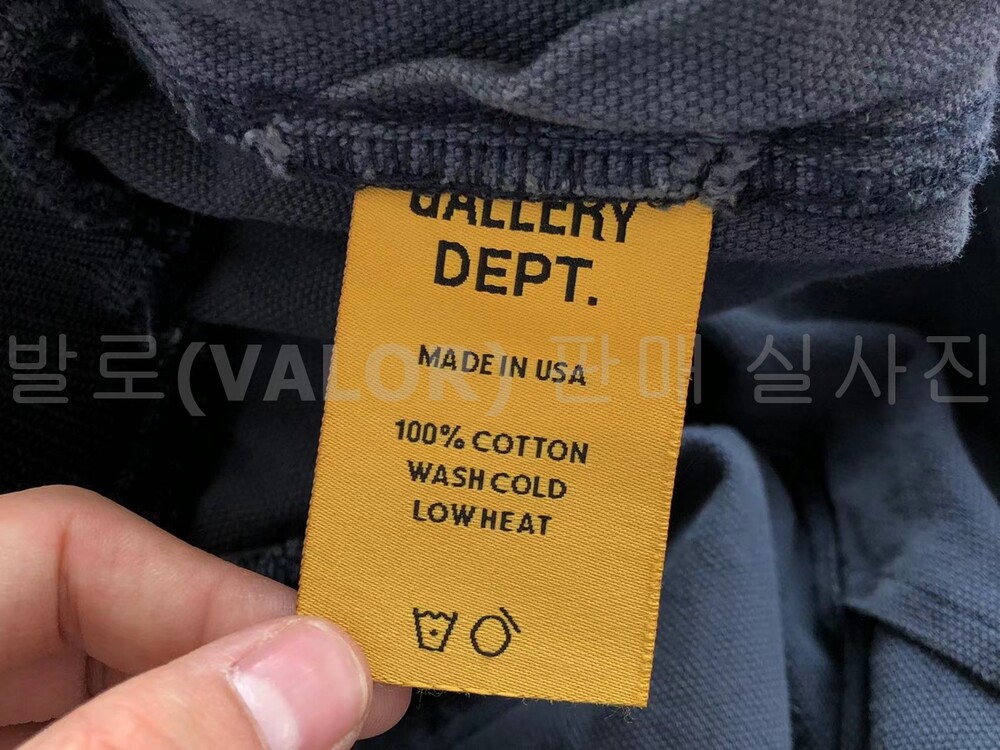 GALLERY
DEPT.
MADE IN USA
발로(VALOR) 판매 실사진
100% COTTON
WASH COLD
LOW HEAT